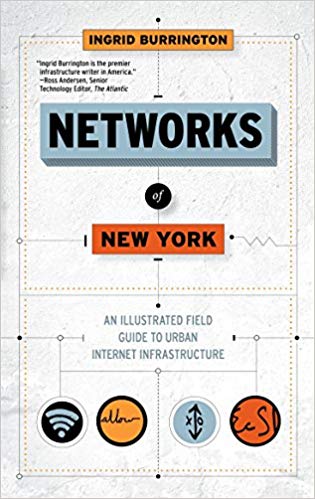 INGRID BURRINGTON
"Ingrid Burrington is the premier
infrastructure writer in America."
—Ross Andersen, Senior
Technology Editor, The Atlantic
NETWORKS
of
NEW YORK
AN ILLUSTRATED FIELD
GUIDE TO URBAN
INTERNET INFRASTRUCTURE